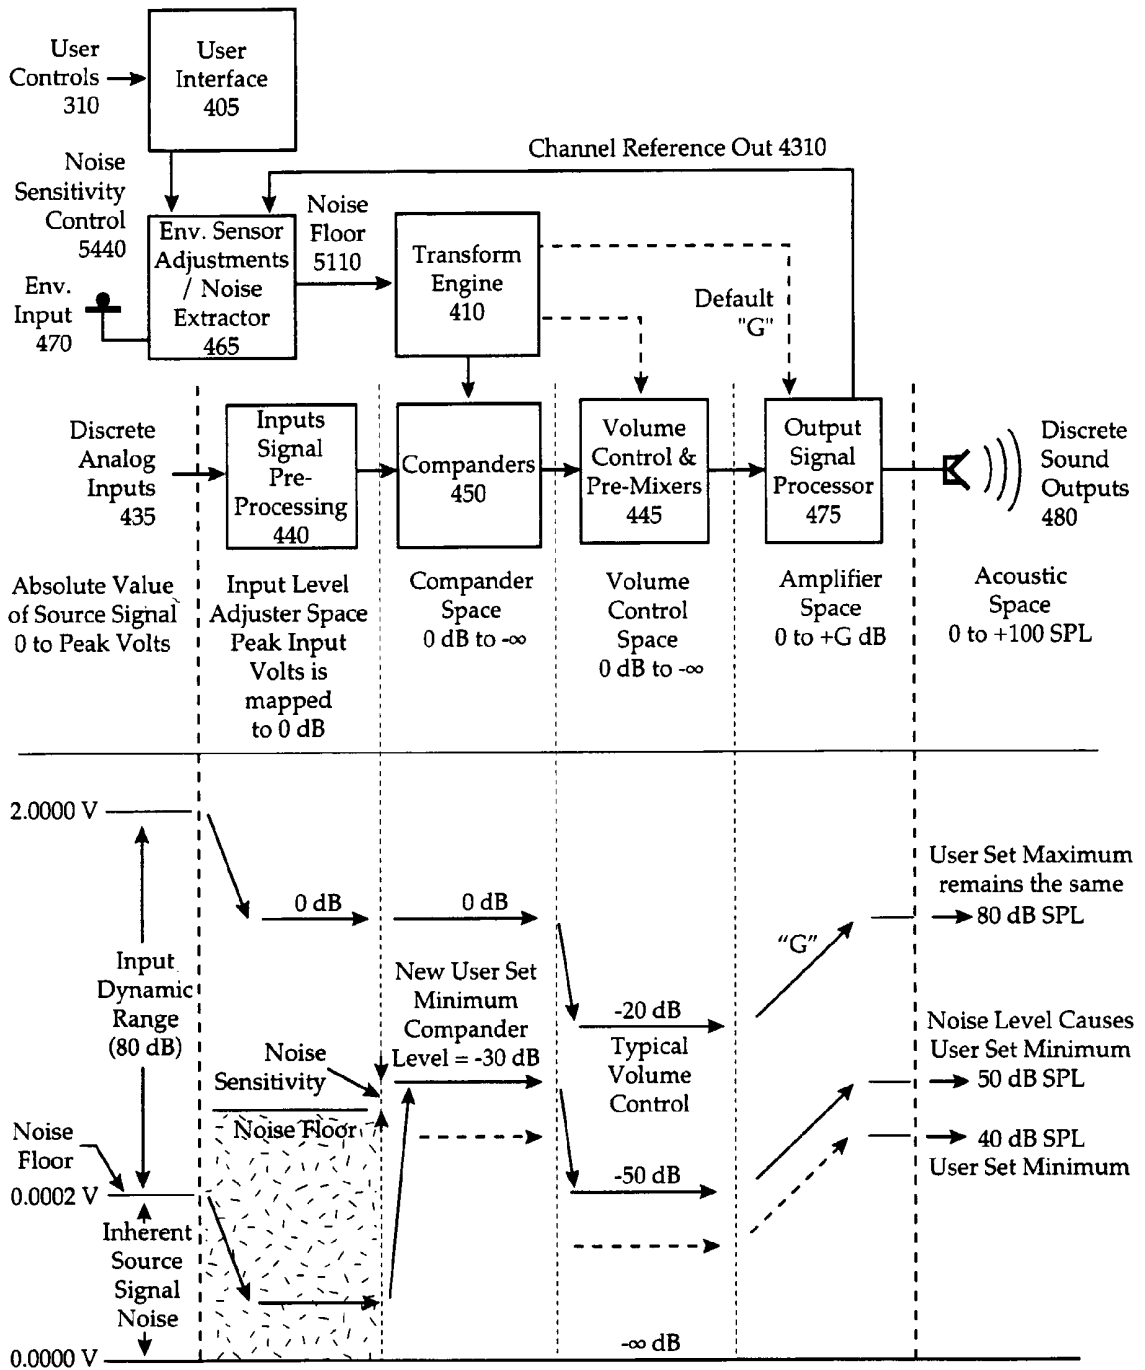 User
Controls
310
User
Interface
405
Noise
Sensitivity
Control
5440
Channel Reference Out 4310
Env. Sensor
Adjustments
/ Noise
Extractor
465
Noise
Floor
5110
Transform
Engine
410
Default
"G"
Env.
Input
470
Discrete
Analog
Inputs
435
Inputs
Signal
Pre-
Processing
440
Companders
450
Volume
Control &
Pre-Mixers
445
Output
Signal
Processor
475
Discrete
Sound
Outputs
480
Absolute Value
of Source Signal
0 to Peak Volts
Input Level
Adjuster Space
Peak Input
Volts is
mapped
to 0 dB
Compander
Space
0 dB to -∞
Volume
Control
Space
0 dB to -∞
Amplifier
Space
0 to +G dB
Acoustic
Space
0 to +100 SPL
2.0000 V
0 dB
0 dB
User Set Maximum
remains the same
80 dB SPL
"G"
Input
Dynamic
Range
(80 dB)
New User Set
Minimum
Compander
Level = -30 dB
-20 dB
Typical
Volume
Control
Noise
Sensitivity
Noise Level Causes
User Set Minimum
50 dB SPL
Noise Floor
Noise
Floor
40 dB SPL
User Set Minimum
0.0002 V
-50 dB
Inherent
Source
Signal
Noise
-∞ dB
0.0000 V